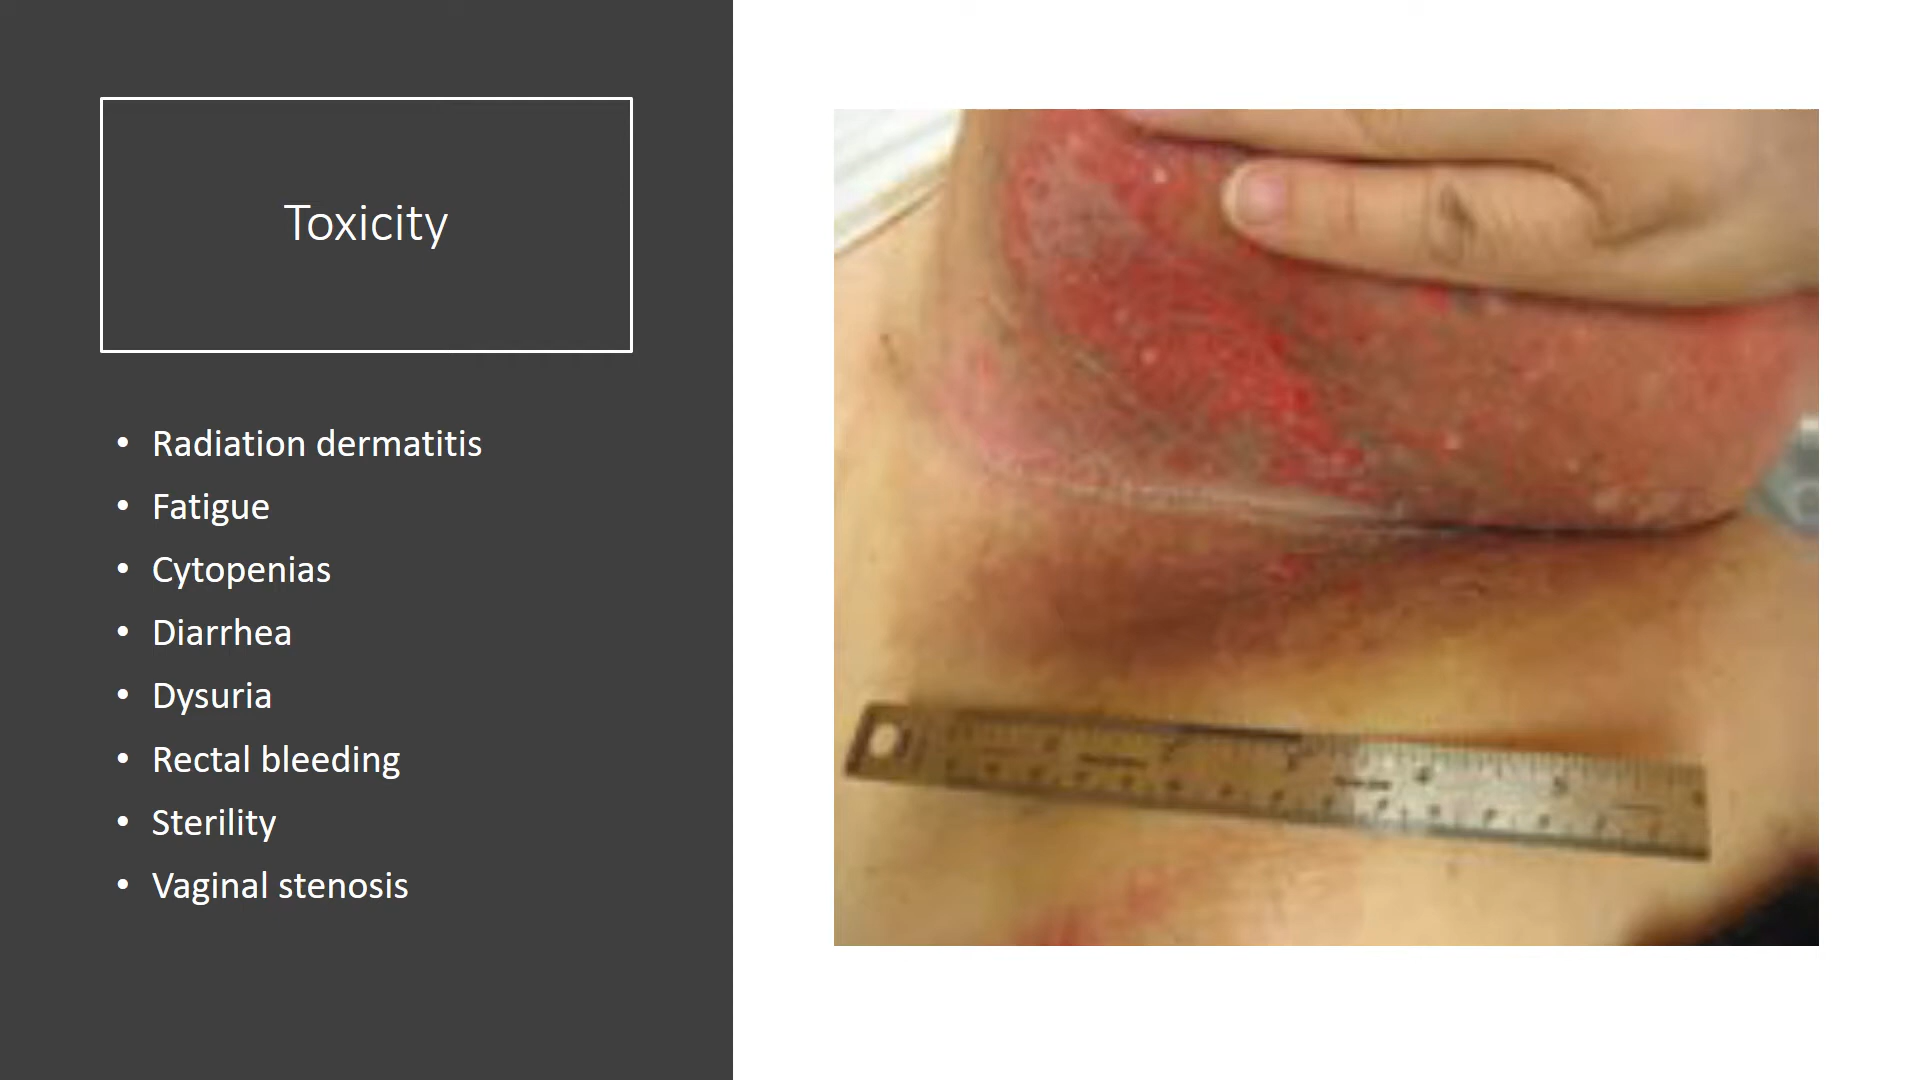 Toxicity
• Radiation dermatitis
• Fatigue
• Cytopenias
• Diarrhea
• Dysuria
• Rectal bleeding
• Sterility
• Vaginal stenosis